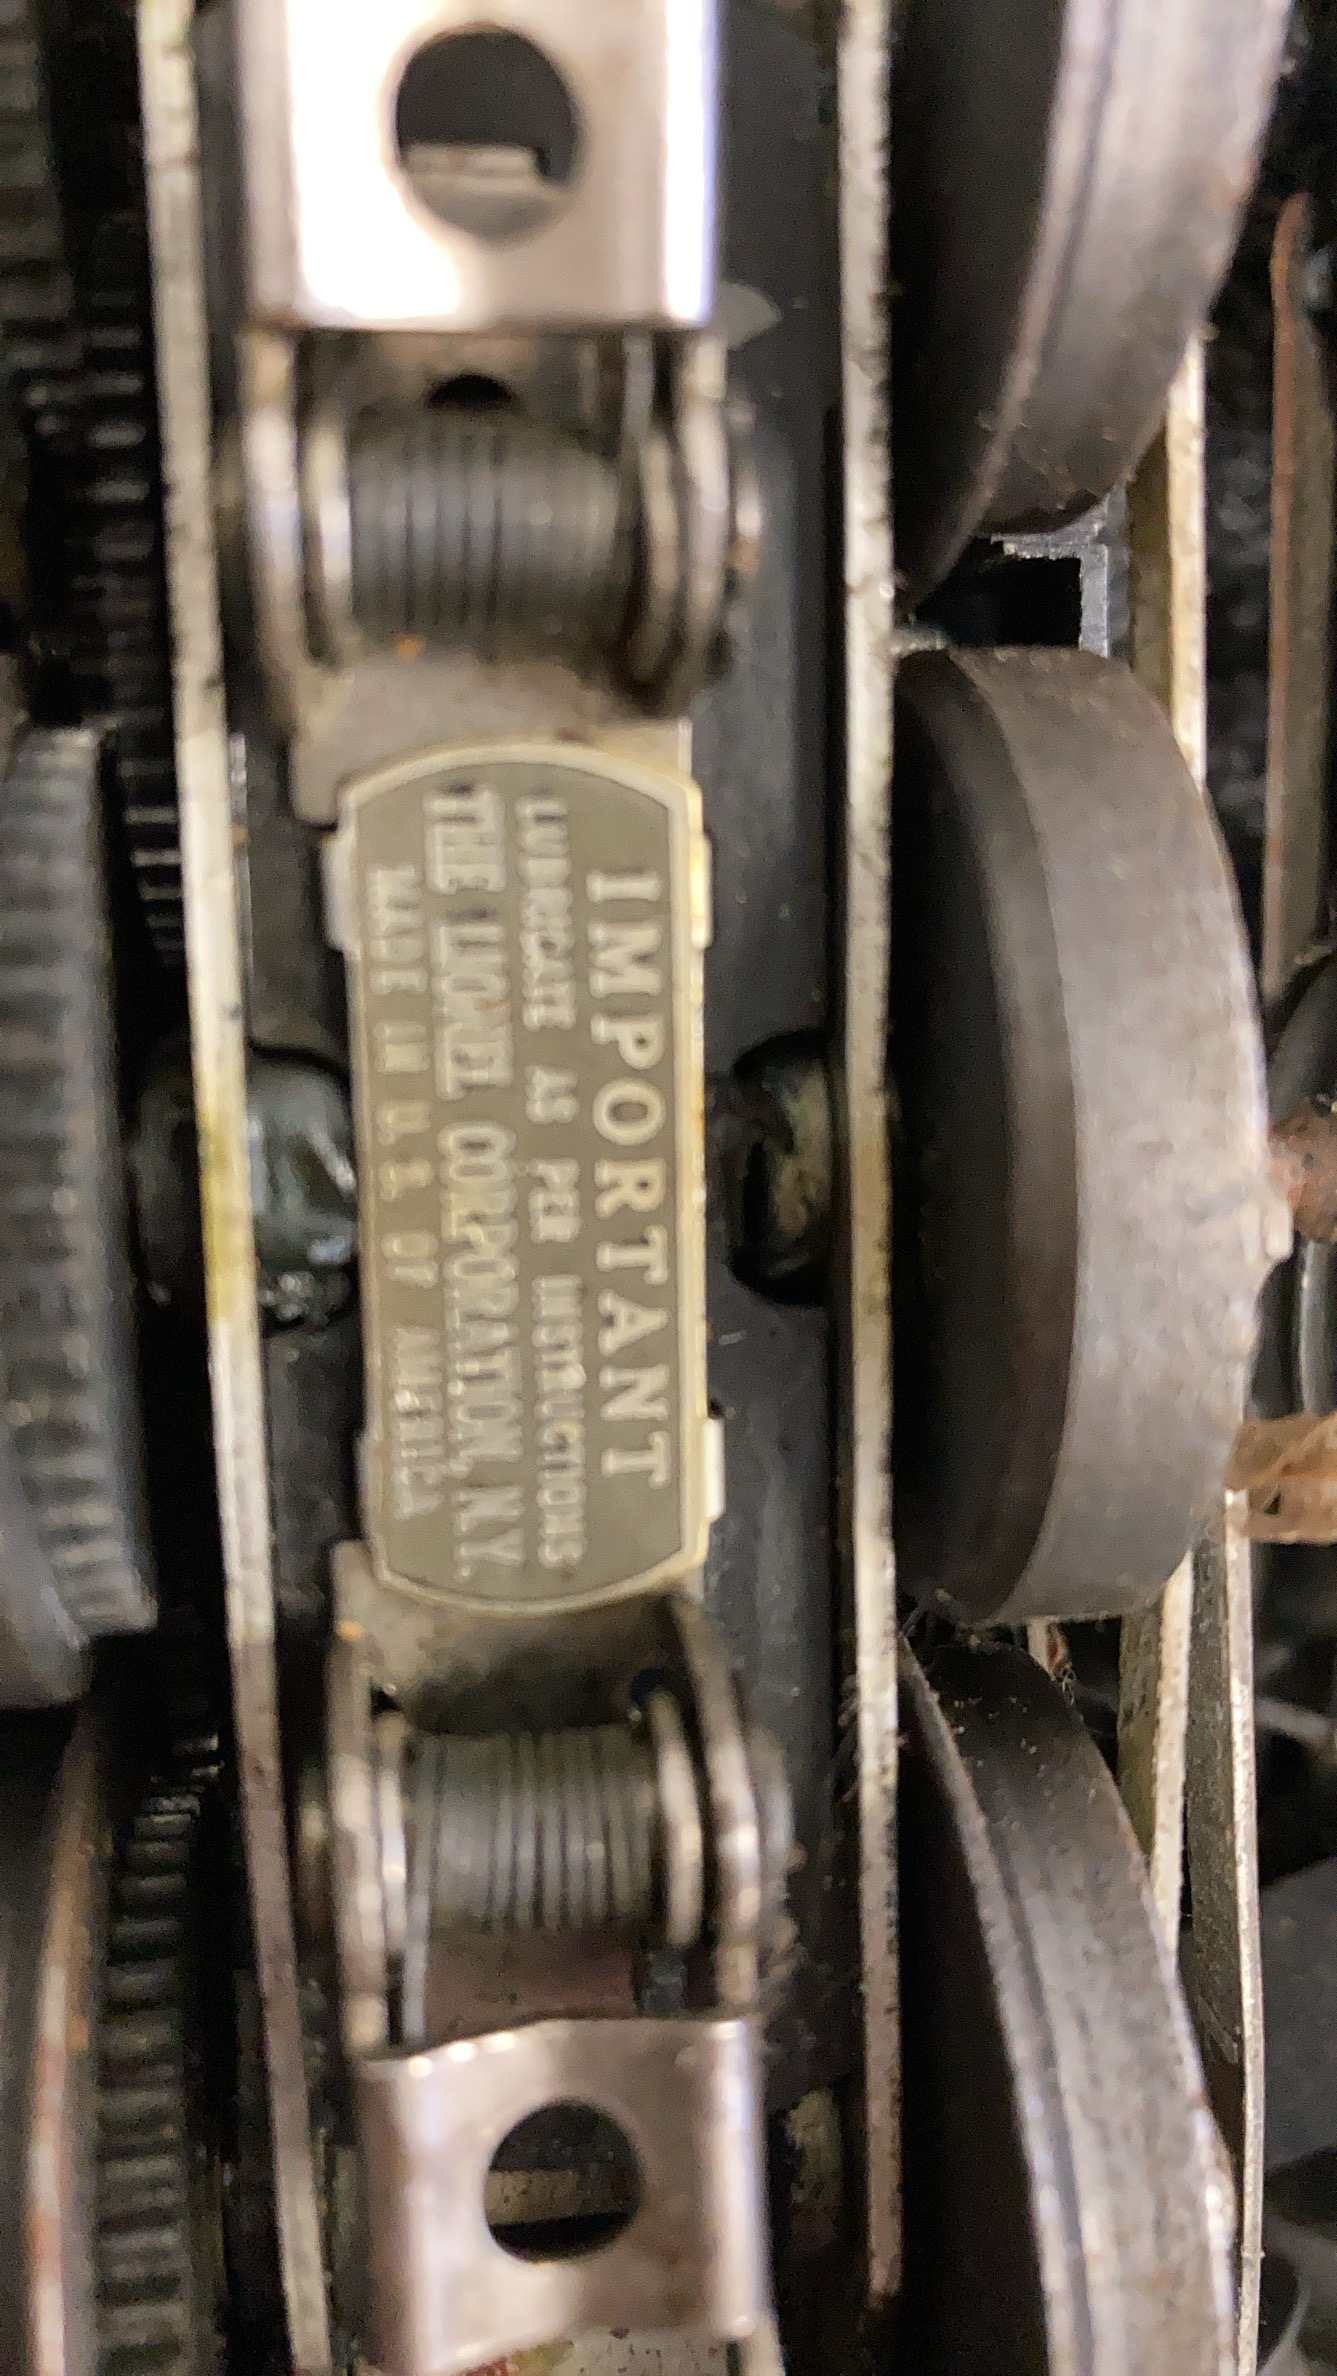 IMPORTANT
LUBRICATE AS PER INSTRUCTIONS
THE LIONEL CORPORATION, N.Y.
MADE IN U.S. OF AMERICA